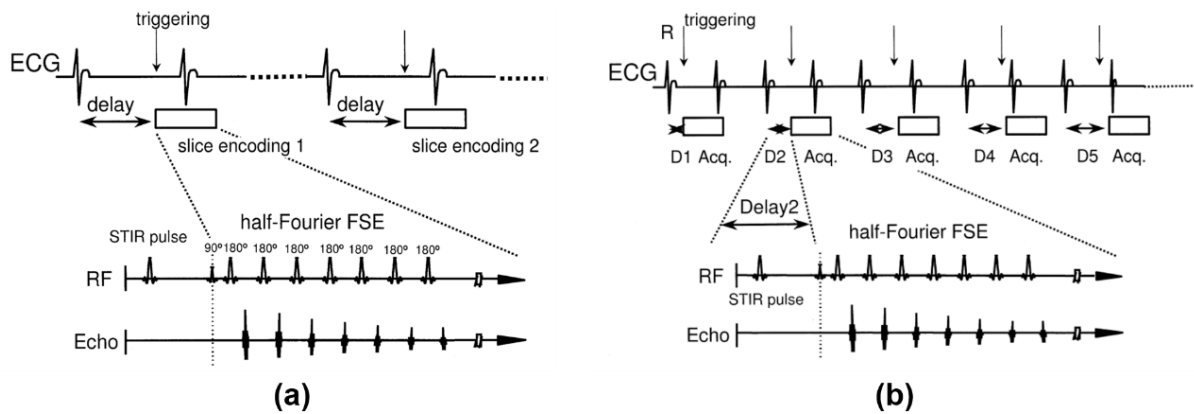 triggering
ECG
delay
delay
slice encoding 1
slice encoding 2
half-Fourier FSE
STIR pulse
90º 180º 180º 180º 180º 180º 180º 180º
RF
Echo
(a)
R triggering
ECG
D1 Acq. D2 Acq. D3 Acq. D4 Acq. D5 Acq.
Delay2
half-Fourier FSE
RF
STIR pulse
Echo
(b)